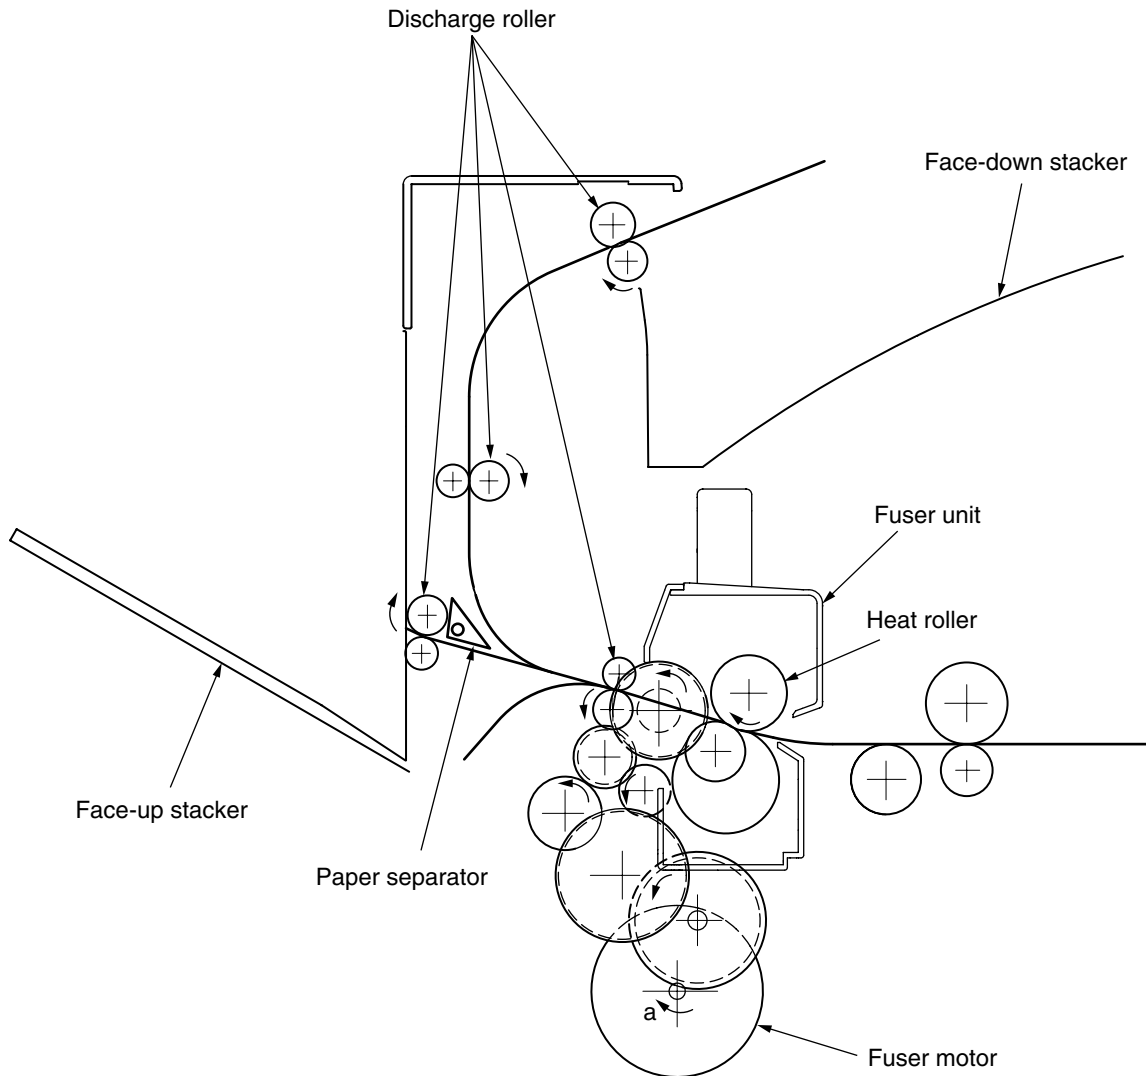 Discharge roller
Face-down stacker
Fuser unit
Heat roller
Face-up stacker
Paper separator
a
Fuser motor